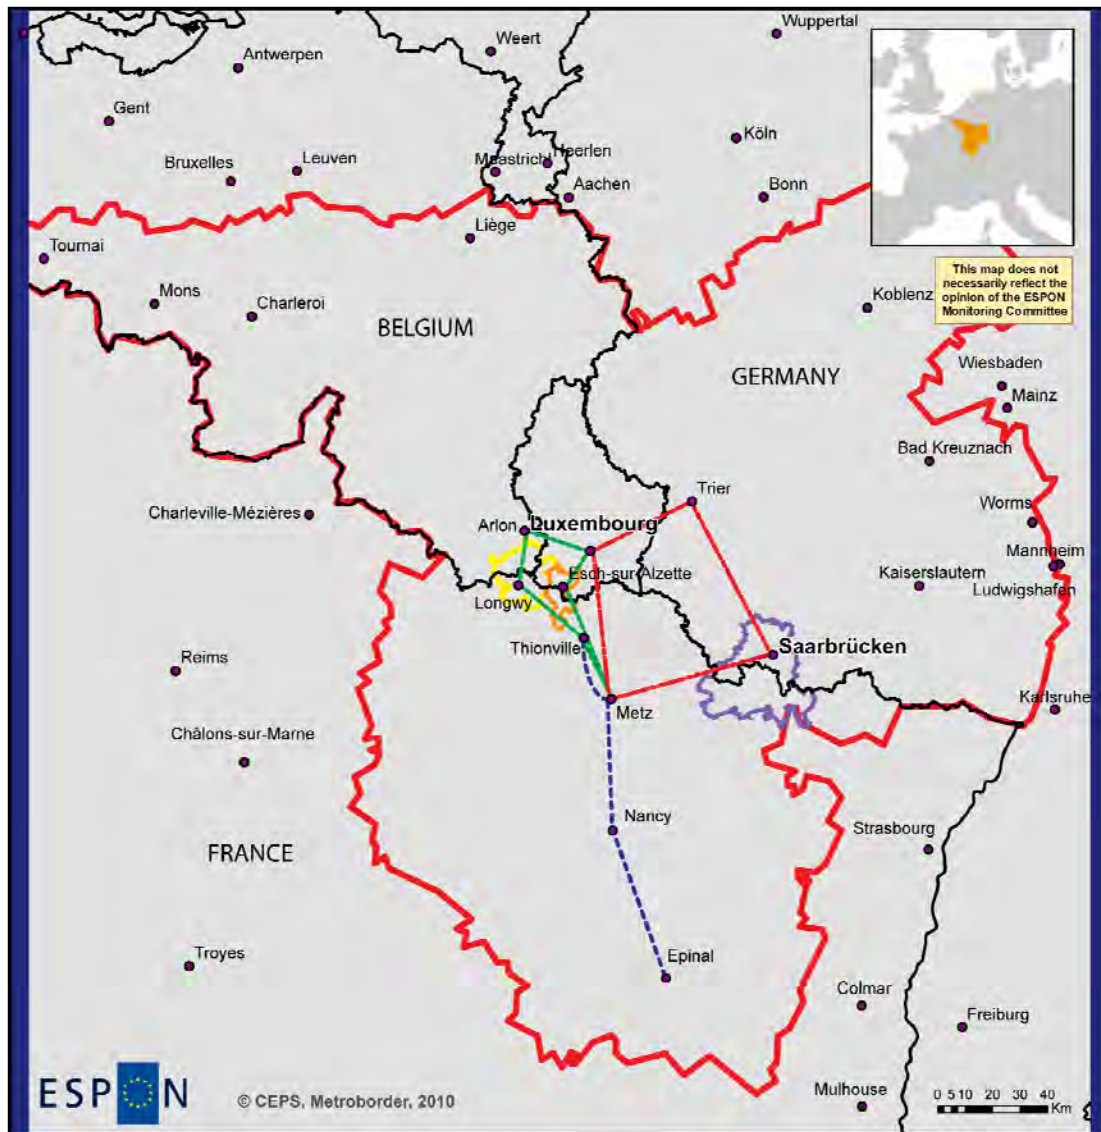 Wuppertal
Weert
Antwerpen
Gent
Köln
Bruxelles
Leuven
Maastricht
Heerlen
Aachen
Bonn
Liège
Tournai
This map does not
necessarily reflect the
opinion of the ESPON
Monitoring Committee
Mons
Charleroi
Koblenz
BELGIUM
GERMANY
Wiesbaden
Mainz
Bad Kreuznach
Trier
Worms
Charleville-Mézières
Arlon
Luxembourg
Mannheim
Esch-sur-Alzette
Kaiserslautern
Ludwigshafen
Longwy
Thionville
Saarbrücken
Reims
Metz
Karlsruhe
Châlons-sur-Marne
Nancy
Strasbourg
FRANCE
Troyes
Epinal
Colmar
Freiburg
ESPON
© CEPS, Metroborder, 2010
Mulhouse
0 5 10 20 30 40
Km